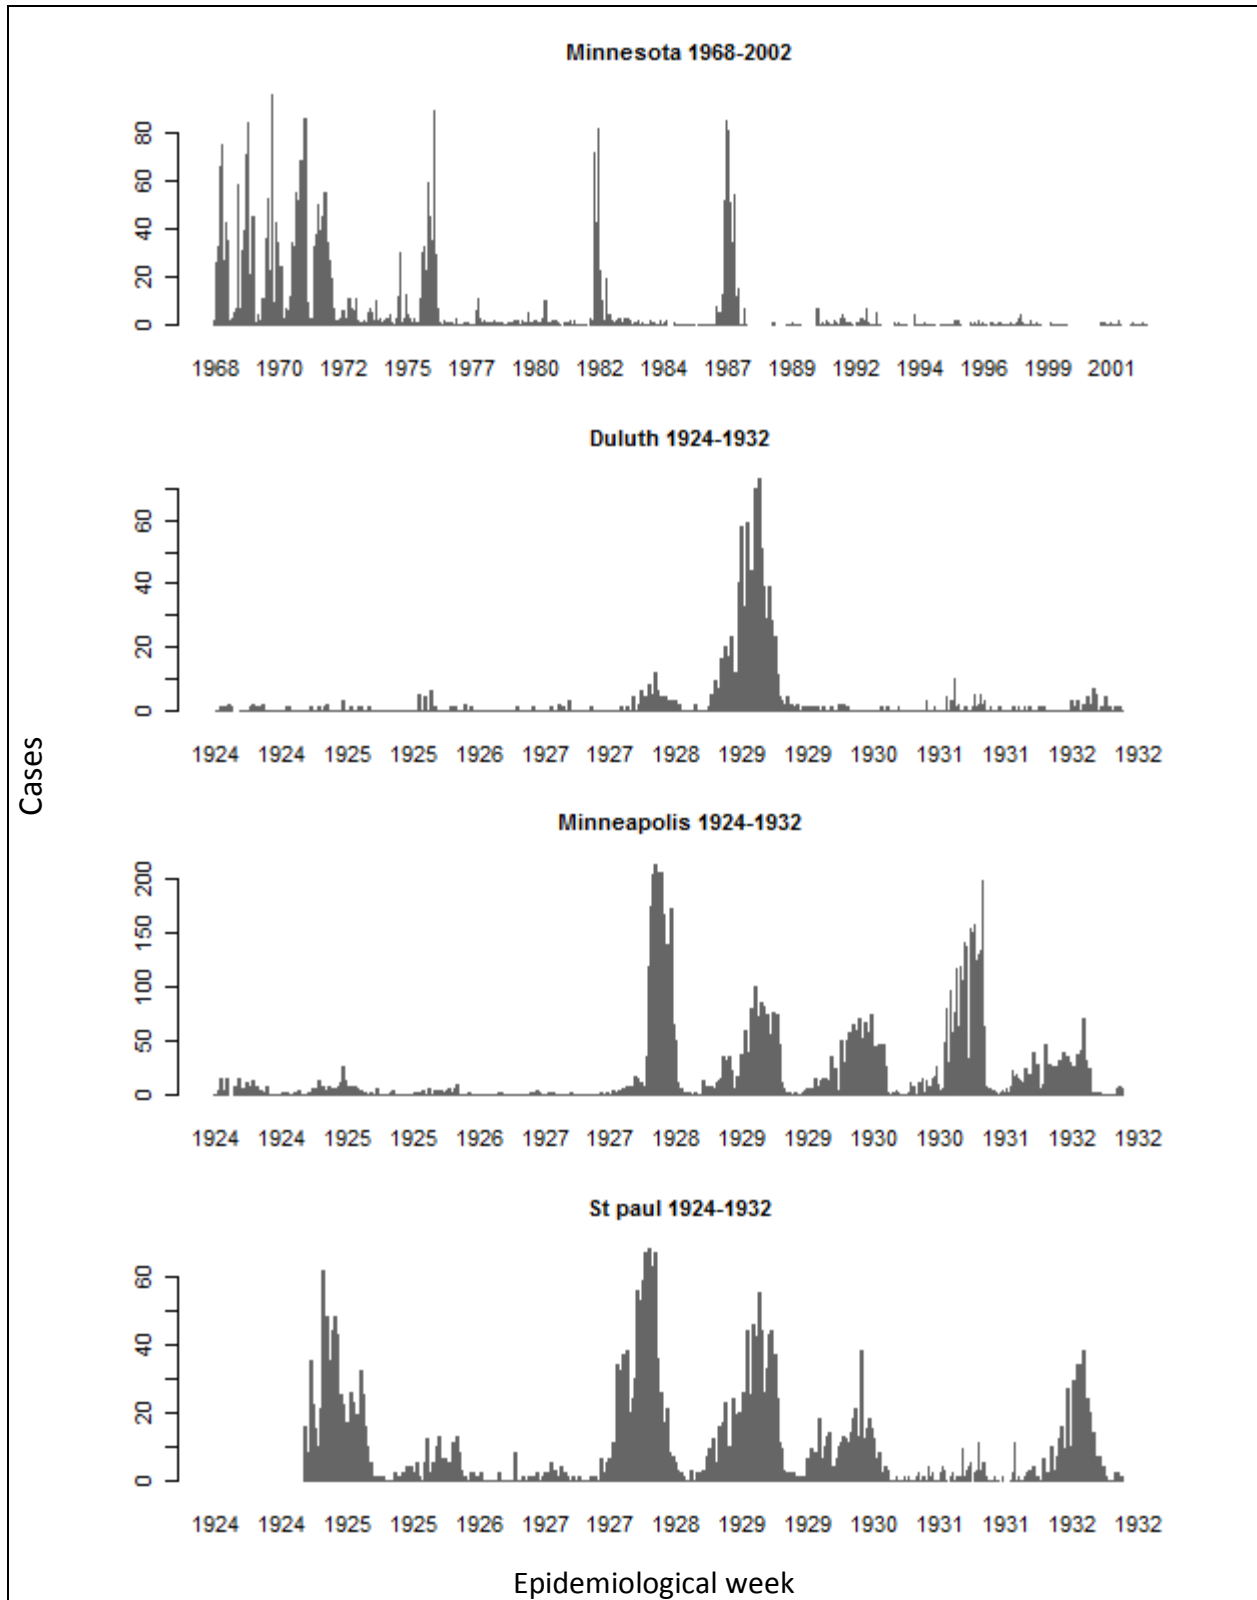 Minnesota 1968-2002
80
60
40
20
0
1968 1970 1972 1975 1977 1980 1982 1984 1987 1989 1992 1994 1996 1999 2001
Duluth 1924-1932
60
40
20
0
1924 1924 1925 1925 1926 1927 1927 1928 1929 1929 1930 1931 1931 1932 1932
Cases
Minneapolis 1924-1932
200
150
100
50
0
1924 1924 1925 1925 1926 1927 1927 1928 1929 1929 1930 1930 1931 1932 1932
St paul 1924-1932
60
40
20
0
1924 1924 1925 1925 1926 1927 1927 1928 1929 1929 1930 1931 1931 1932 1932
Epidemiological week